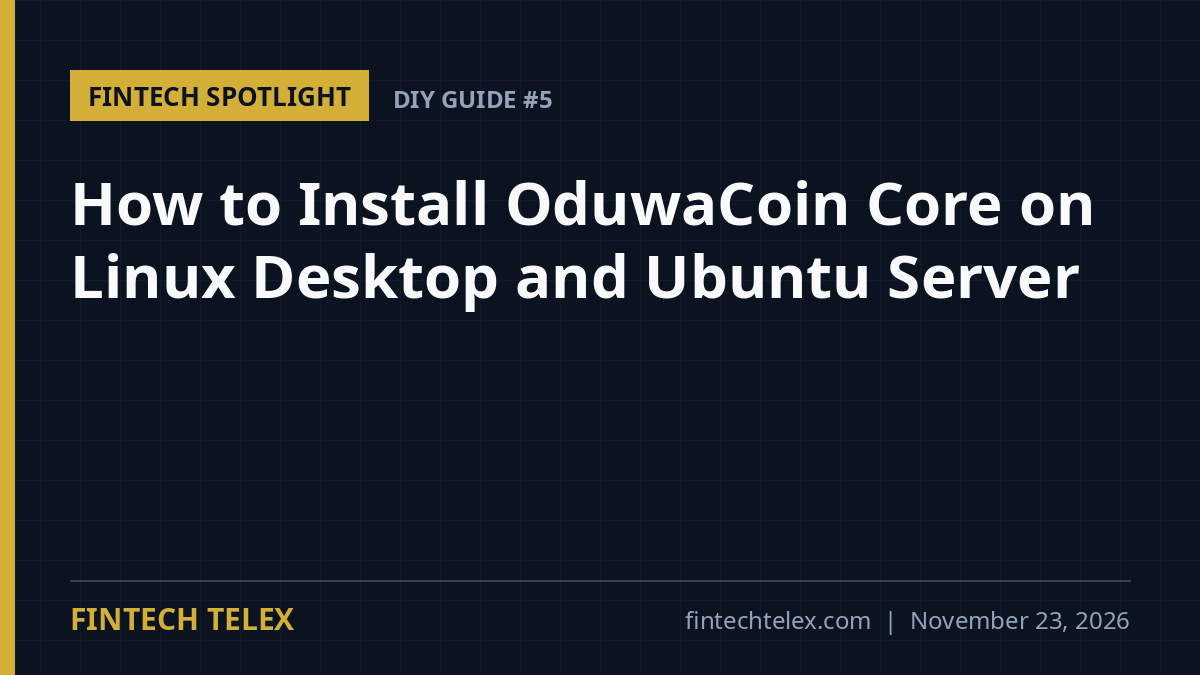 FINTECH SPOTLIGHT DIY GUIDE #5
How to Install OduwaCoin Core on
Linux Desktop and Ubuntu Server
FINTECH TELEX fintechtelex.com | November 23, 2026